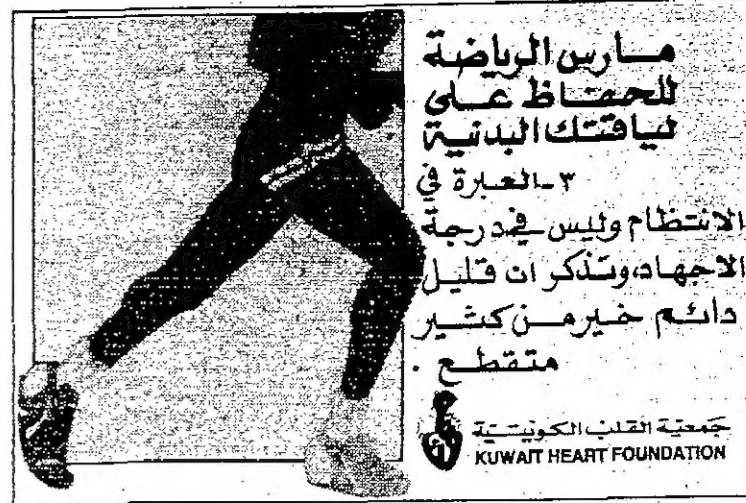 مارس الرياضة
للحفاظ على
لياقتك البدنية
٣-العبرة في
الانتظام وليس في درجة
الاجهاد، وتذكر ان قليل
دائم خير من كثير
متقطع .
جمعية القلب الكويتية
KUWAIT HEART FOUNDATION